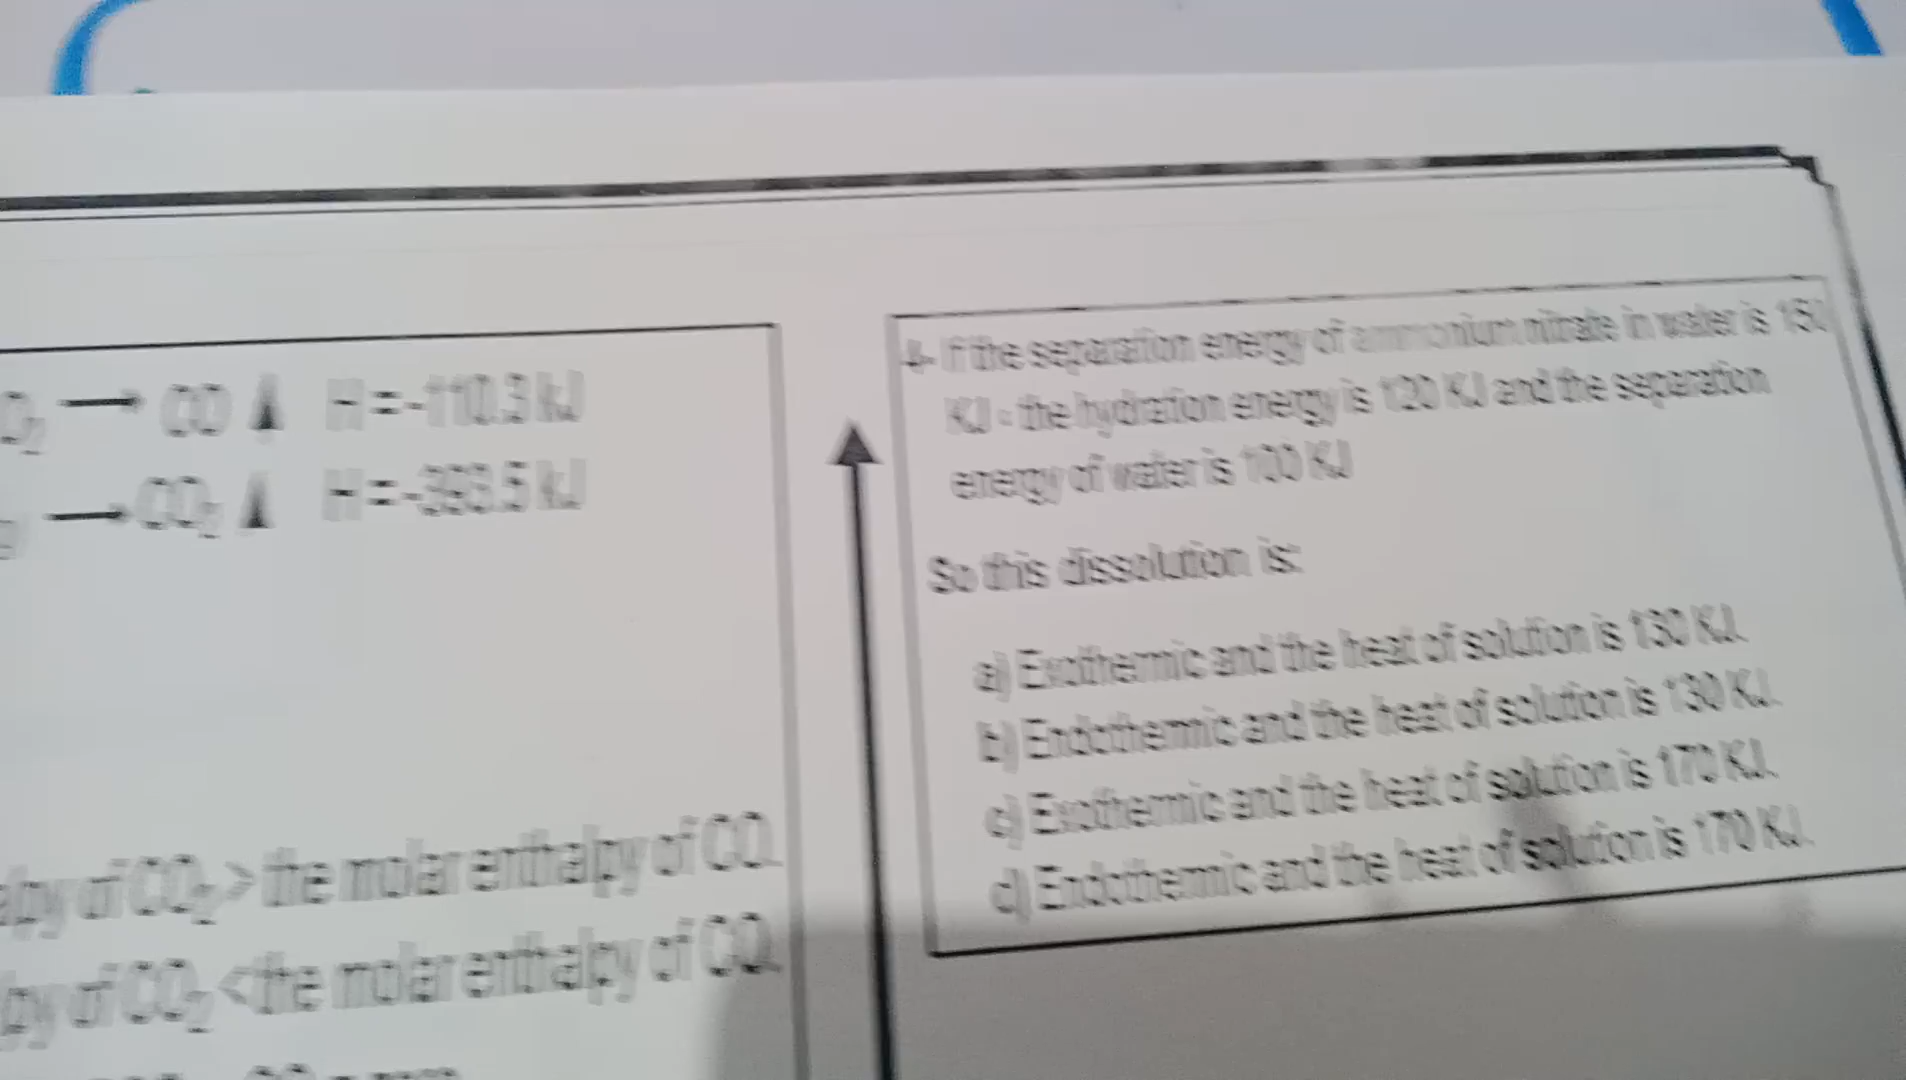 O₂ → CO H = -110.3 kJ
→ CO₂ H = -393.5 kJ
of CO₂ > the molar enthalpy of CO.
of CO₂ < the molar enthalpy of CO.
4- If the separation energy of ammonium nitrate in water is 150
KJ - the hydration energy is 120 KJ and the separation
energy of water is 100 KJ
So this dissolution is:
a) Exothermic and the heat of solution is 130 KJ.
b) Endothermic and the heat of solution is 130 KJ.
c) Exothermic and the heat of solution is 170 KJ.
d) Endothermic and the heat of solution is 170 KJ.